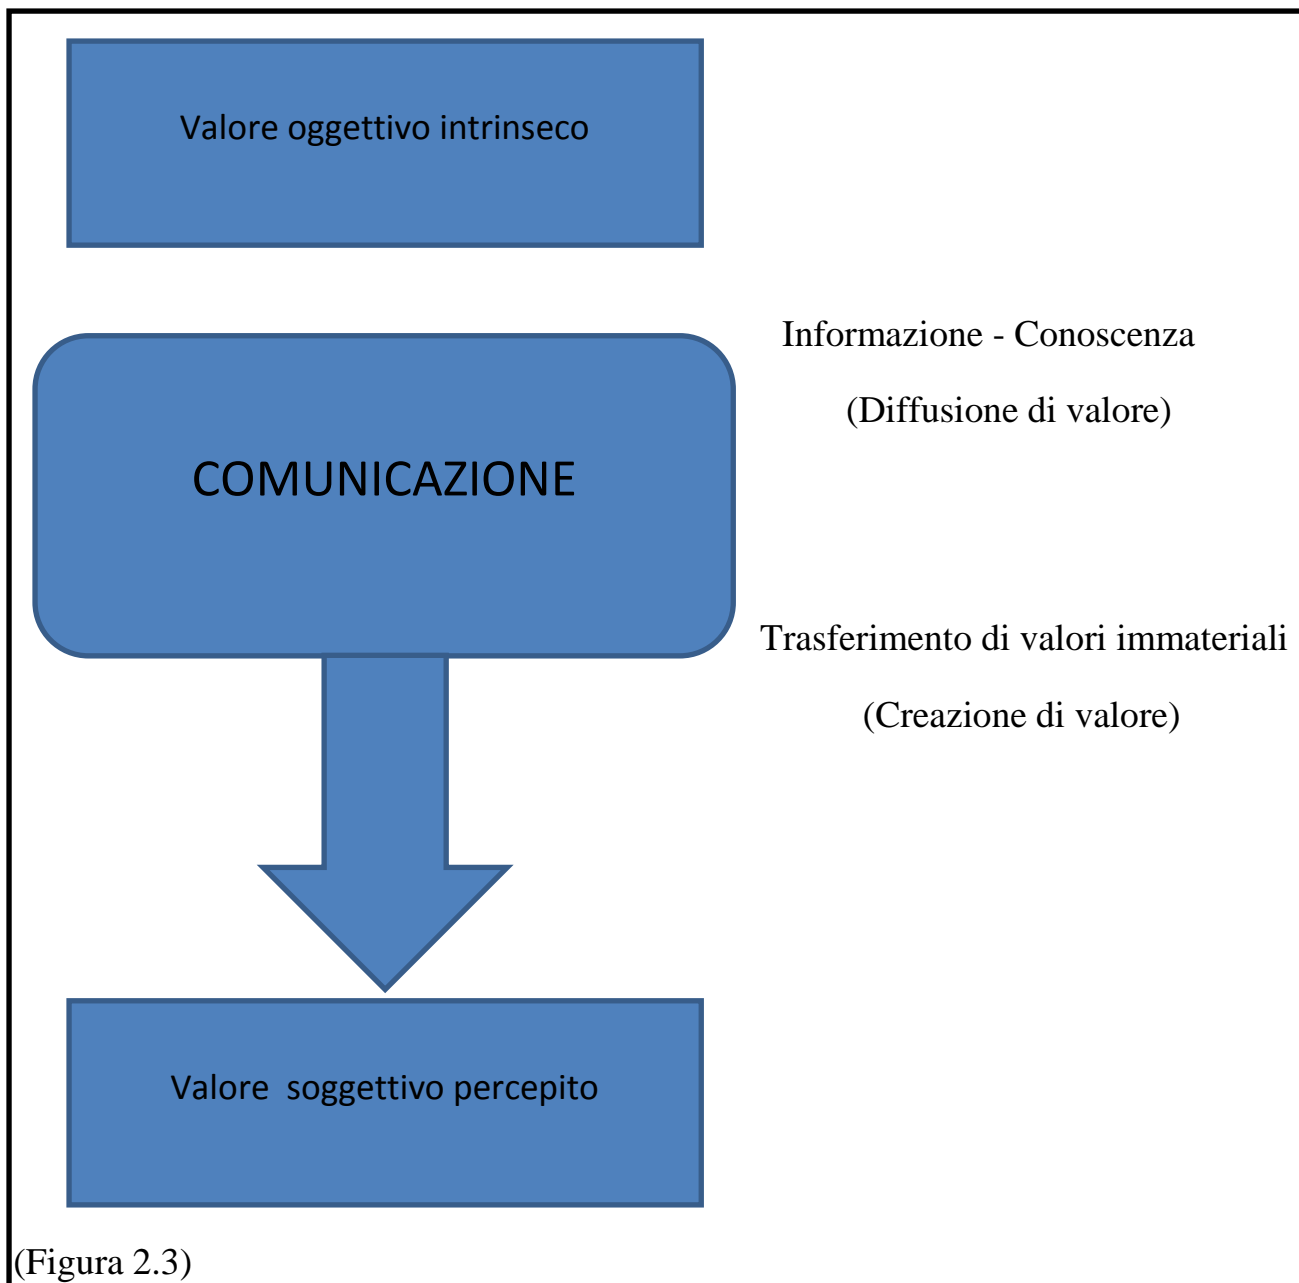 Valore oggettivo intrinseco
Informazione - Conoscenza
(Diffusione di valore)
COMUNICAZIONE
Trasferimento di valori immateriali
(Creazione di valore)
Valore  soggettivo percepito
(Figura 2.3)